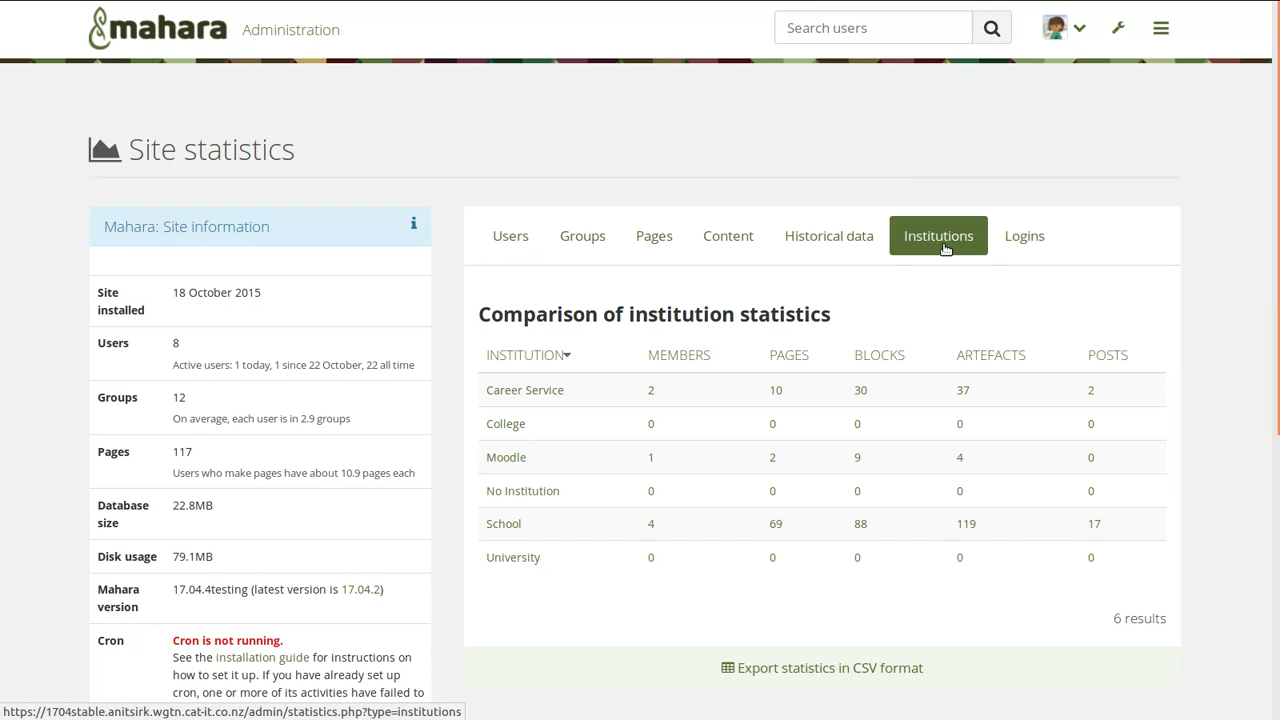 mahara Administration
Search users
Site statistics
Mahara: Site information
Site installed 18 October 2015
Users 8
Active users: 1 today, 1 since 22 October, 22 all time
Groups 12
On average, each user is in 2.9 groups
Pages 117
Users who make pages have about 10.9 pages each
Database size 22.8MB
Disk usage 79.1MB
Mahara version 17.04.4testing (latest version is 17.04.2)
Cron Cron is not running.
See the installation guide for instructions on
how to set it up. If you have already set up
cron, one or more of its activities have failed to
Users Groups Pages Content Historical data Institutions Logins
Comparison of institution statistics
INSTITUTION MEMBERS PAGES BLOCKS ARTEFACTS POSTS
Career Service 2 10 30 37 2
College 0 0 0 0 0
Moodle 1 2 9 4 0
No Institution 0 0 0 0 0
School 4 69 88 119 17
University 0 0 0 0 0
6 results
Export statistics in CSV format
https://1704stable.anitsirk.wgtn.cat-it.co.nz/admin/statistics.php?type=institutions